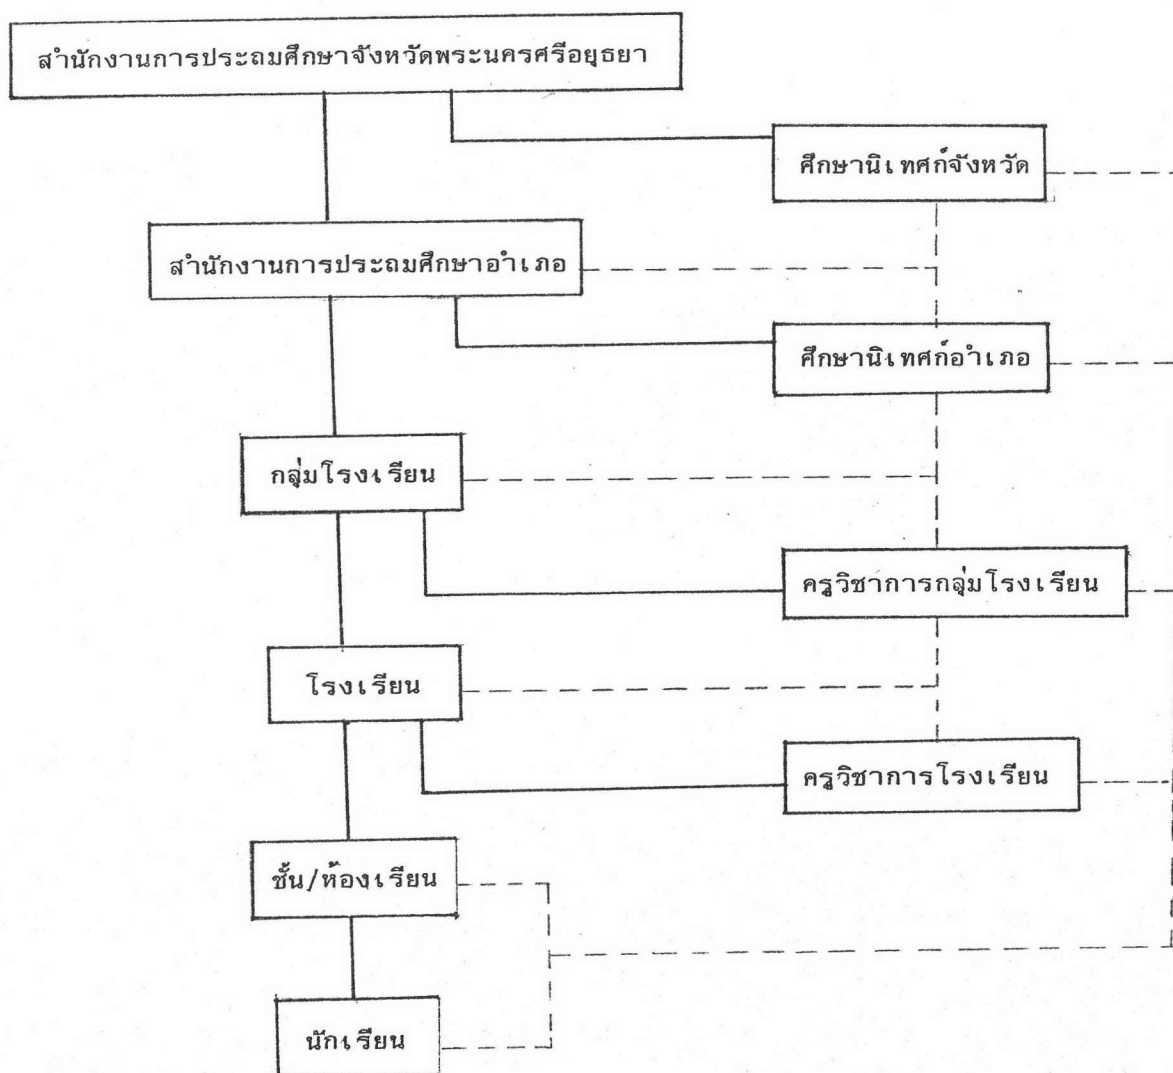 สำนักงานการประถมศึกษาจังหวัดพระนครศรีอยุธยา
ศึกษานิเทศก์จังหวัด
สำนักงานการประถมศึกษาอำเภอ
ศึกษานิเทศก์อำเภอ
กลุ่มโรงเรียน
ครูวิชาการกลุ่มโรงเรียน
โรงเรียน
ครูวิชาการโรงเรียน
ชั้น/ห้องเรียน
นักเรียน